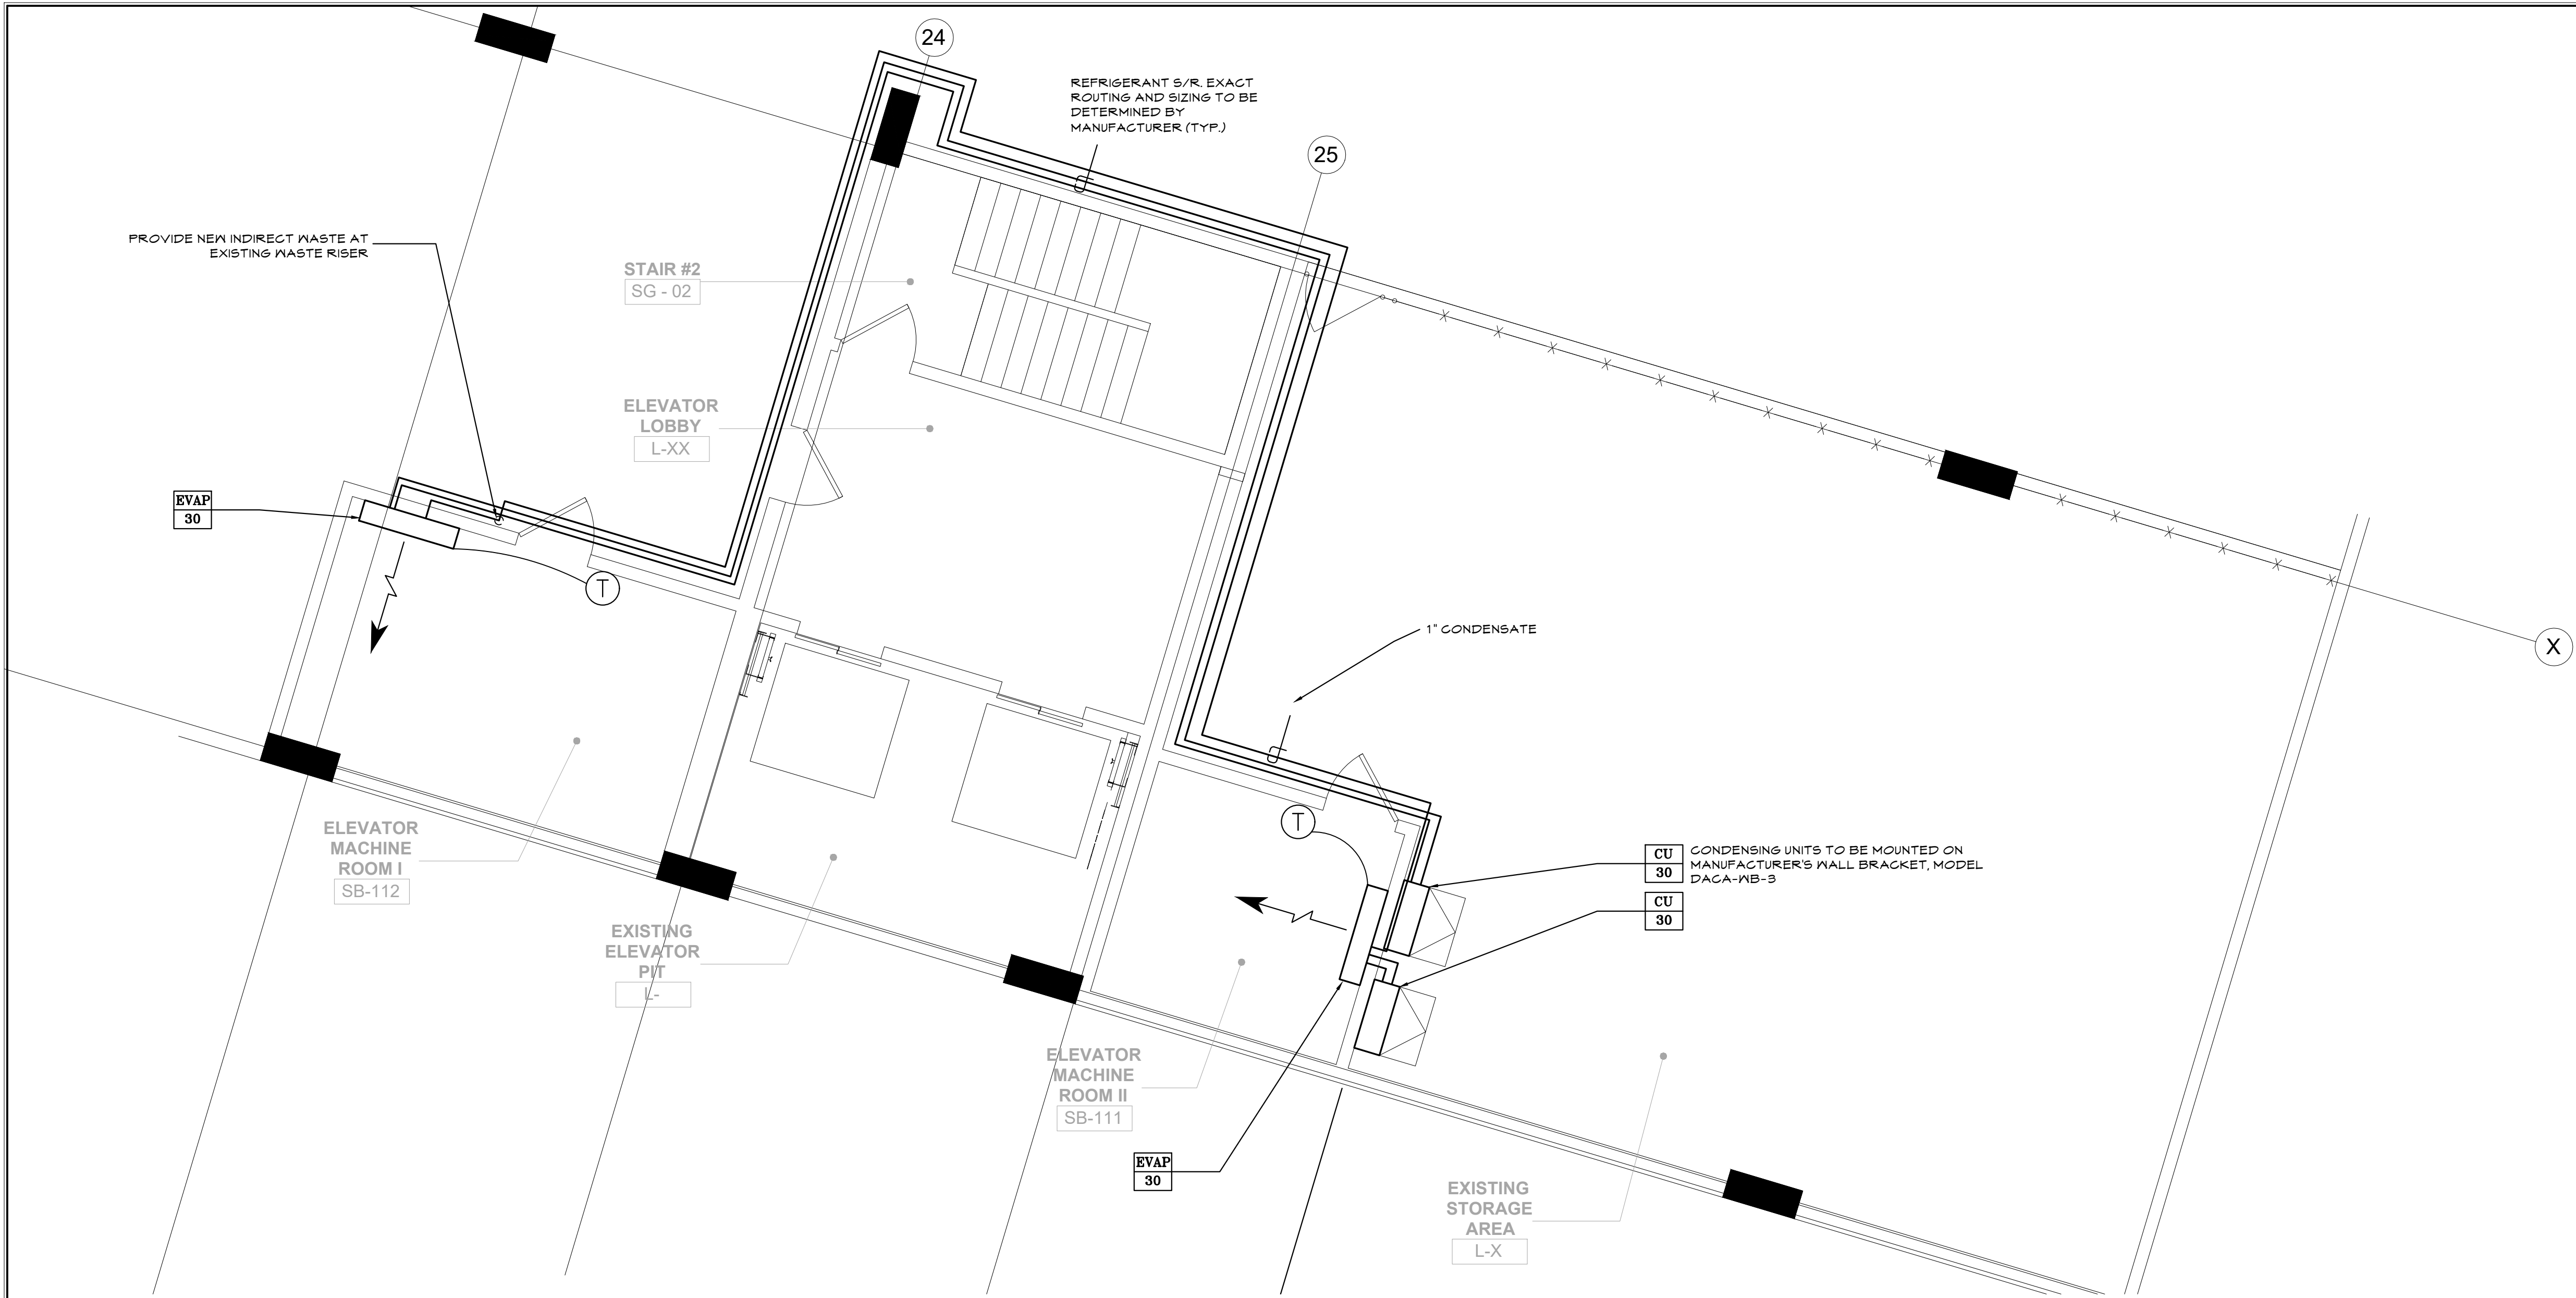 24
REFRIGERANT S/R. EXACT
ROUTING AND SIZING TO BE
DETERMINED BY
MANUFACTURER (TYP.)
25
PROVIDE NEW INDIRECT WASTE AT
EXISTING WASTE RISER
STAIR #2
SG - 02
ELEVATOR
LOBBY
L-XX
EVAP
30
T
1" CONDENSATE
X
ELEVATOR
MACHINE
ROOM I
SB-112
T
CU
30
CONDENSING UNITS TO BE MOUNTED ON
MANUFACTURER'S WALL BRACKET, MODEL
DACA-WB-3
CU
30
EXISTING
ELEVATOR
PIT
L-
ELEVATOR
MACHINE
ROOM II
SB-111
EVAP
30
EXISTING
STORAGE
AREA
L-X